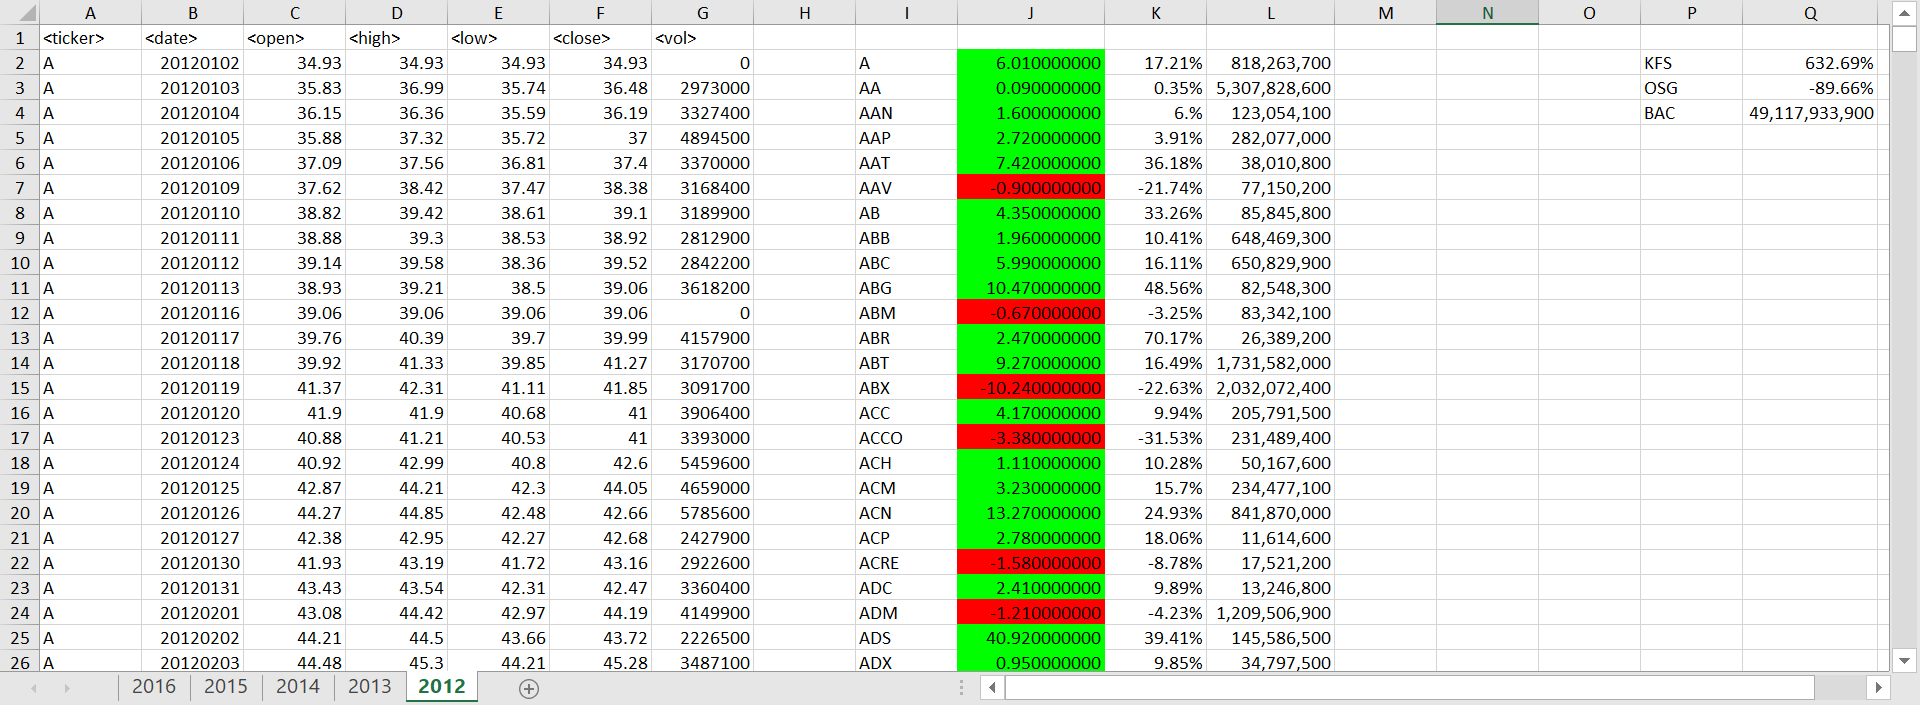 A B C D E F G H I J K L M N O P Q
1 <ticker> <date> <open> <high> <low> <close> <vol>
2 A 20120102 34.93 34.93 34.93 34.93 0 A 6.010000000 17.21% 818,263,700 KFS 632.69%
3 A 20120103 35.83 36.99 35.74 36.48 2973000 AA 0.090000000 0.35% 5,307,828,600 OSG -89.66%
4 A 20120104 36.15 36.36 35.59 36.19 3327400 AAN 1.600000000 6.% 123,054,100 BAC 49,117,933,900
5 A 20120105 35.88 37.32 35.72 37 4894500 AAP 2.720000000 3.91% 282,077,000
6 A 20120106 37.09 37.56 36.81 37.4 3370000 AAT 7.420000000 36.18% 38,010,800
7 A 20120109 37.62 38.42 37.47 38.38 3168400 AAV -0.900000000 -21.74% 77,150,200
8 A 20120110 38.82 39.42 38.61 39.1 3189900 AB 4.350000000 33.26% 85,845,800
9 A 20120111 38.88 39.3 38.53 38.92 2812900 ABB 1.960000000 10.41% 648,469,300
10 A 20120112 39.14 39.58 38.36 39.52 2842200 ABC 5.990000000 16.11% 650,829,900
11 A 20120113 38.93 39.21 38.5 39.06 3618200 ABG 10.470000000 48.56% 82,548,300
12 A 20120116 39.06 39.06 39.06 39.06 0 ABM -0.670000000 -3.25% 83,342,100
13 A 20120117 39.76 40.39 39.7 39.99 4157900 ABR 2.470000000 70.17% 26,389,200
14 A 20120118 39.92 41.33 39.85 41.27 3170700 ABT 9.270000000 16.49% 1,731,582,000
15 A 20120119 41.37 42.31 41.11 41.85 3091700 ABX -10.240000000 -22.63% 2,032,072,400
16 A 20120120 41.9 41.9 40.68 41 3906400 ACC 4.170000000 9.94% 205,791,500
17 A 20120123 40.88 41.21 40.53 41 3393000 ACCO -3.380000000 -31.53% 231,489,400
18 A 20120124 40.92 42.99 40.8 42.6 5459600 ACH 1.110000000 10.28% 50,167,600
19 A 20120125 42.87 44.21 42.3 44.05 4659000 ACM 3.230000000 15.7% 234,477,100
20 A 20120126 44.27 44.85 42.48 42.66 5785600 ACN 13.270000000 24.93% 841,870,000
21 A 20120127 42.38 42.95 42.27 42.68 2427900 ACP 2.780000000 18.06% 11,614,600
22 A 20120130 41.93 43.19 41.72 43.16 2922600 ACRE -1.580000000 -8.78% 17,521,200
23 A 20120131 43.43 43.54 42.31 42.47 3360400 ADC 2.410000000 9.89% 13,246,800
24 A 20120201 43.08 44.42 42.97 44.19 4149900 ADM -1.210000000 -4.23% 1,209,506,900
25 A 20120202 44.21 44.5 43.66 43.72 2226500 ADS 40.920000000 39.41% 145,586,500
26 A 20120203 44.48 45.3 44.21 45.28 3487100 ADX 0.950000000 9.85% 34,797,500
2016 2015 2014 2013 2012